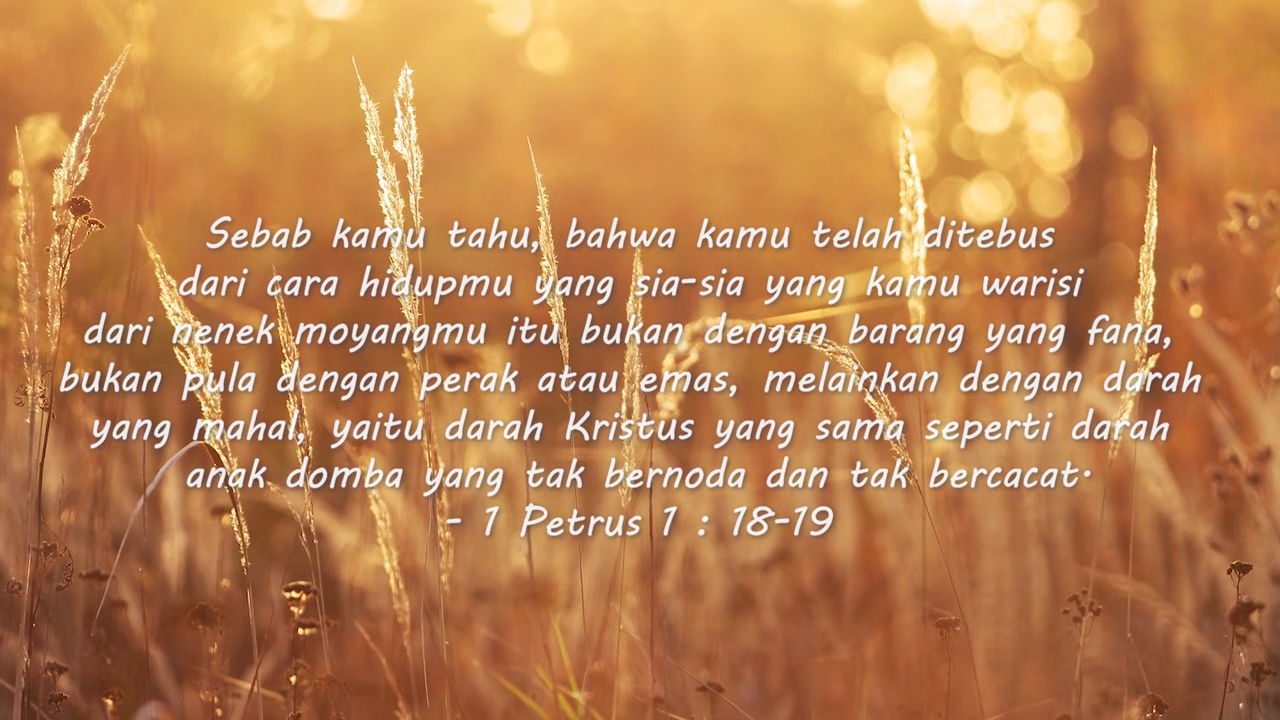 Sebab kamu tahu, bahwa kamu telah ditebus
dari cara hidupmu yang sia-sia yang kamu warisi
dari nenek moyangmu itu bukan dengan barang yang fana,
bukan pula dengan perak atau emas, melainkan dengan darah
yang mahal, yaitu darah Kristus yang sama seperti darah
anak domba yang tak bernoda dan tak bercacat.
- 1 Petrus 1 : 18-19